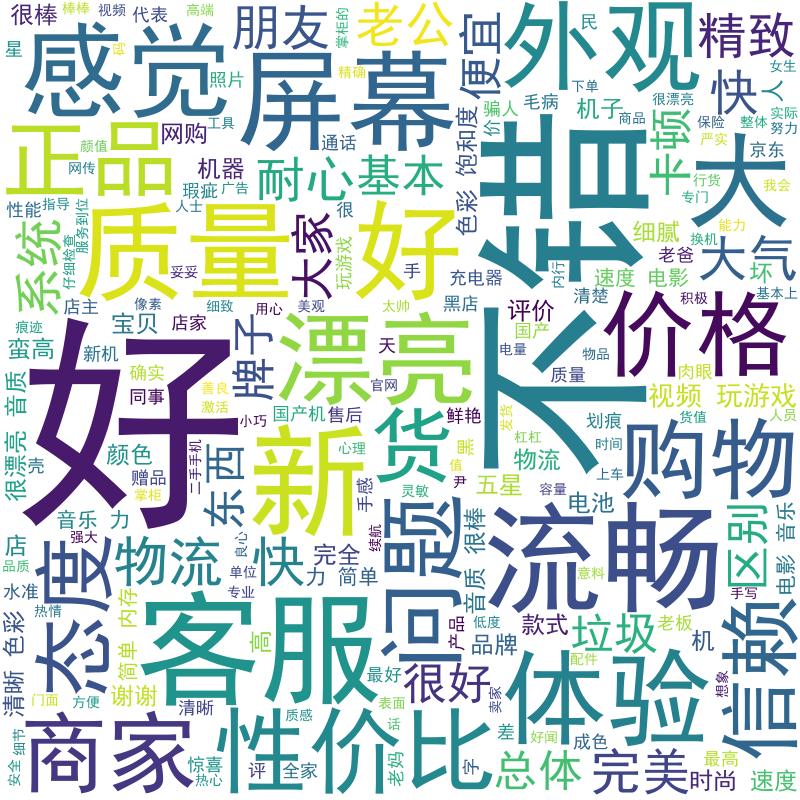 很棒
棒棒
视频
高端
代表
星
码
朋友
掌柜的
老公
便宜
外观
精致
感觉
照片
屏幕
精确
骗人
毛病
下单
民
快
人
女生
很漂亮
机子
工具
网购
通话
饱和度
价
商品
保险
整体
实际
努力
正品
颜值
网传
机器
耐心
基本
色彩
不错
卡顿
严实
京东
行货
专门
大
我会
性能
指导
仔细检查
服务到位
瑕疵
广告
人士
很
质量
大家
玩游戏
好
手
充电器
内行
细腻
能力
换机
老爸
大气
系统
妥妥
速度
电影
坏
店主
像素
细致
用心
美观
太帅
黑店
清楚
积极
基本上
痕迹
宝贝
店家
评价
国产
价格
蛮高
音质
新机
确实
同事
善良
激活
牌子
漂亮
天
电量
物品
质量
肉眼
视频
玩游戏
好
小巧
官网
国产机
售后
鲜艳
划痕
货值
人员
很漂亮
壳
颜色
赠品
掌柜
二手手机
东西
新
心理
手感
货
黑
值
灵敏
尹
杠杠
发货
物流
时间
上车
购物
五星
容量
电池
音乐
力
强大
店
品质
水准
热情
态度
物流
良心
单位
专业
快
力
完全
简单
续航
问题
很棒
音质
流畅
意料
区别
音乐
电影
手写
色彩
清晰
内存
简单
谢谢
客服
高
最好
产品
低度
品牌
款式
垃圾
配件
老板
机
信赖
想象
门面
方便
清晰
质感
表面
很好
卖家
体验
商家
细节
安全
惊喜
热心
评
全家
性价比
话
老妈
字
差
好闻
成色
总体
完美
最高
时尚
速度